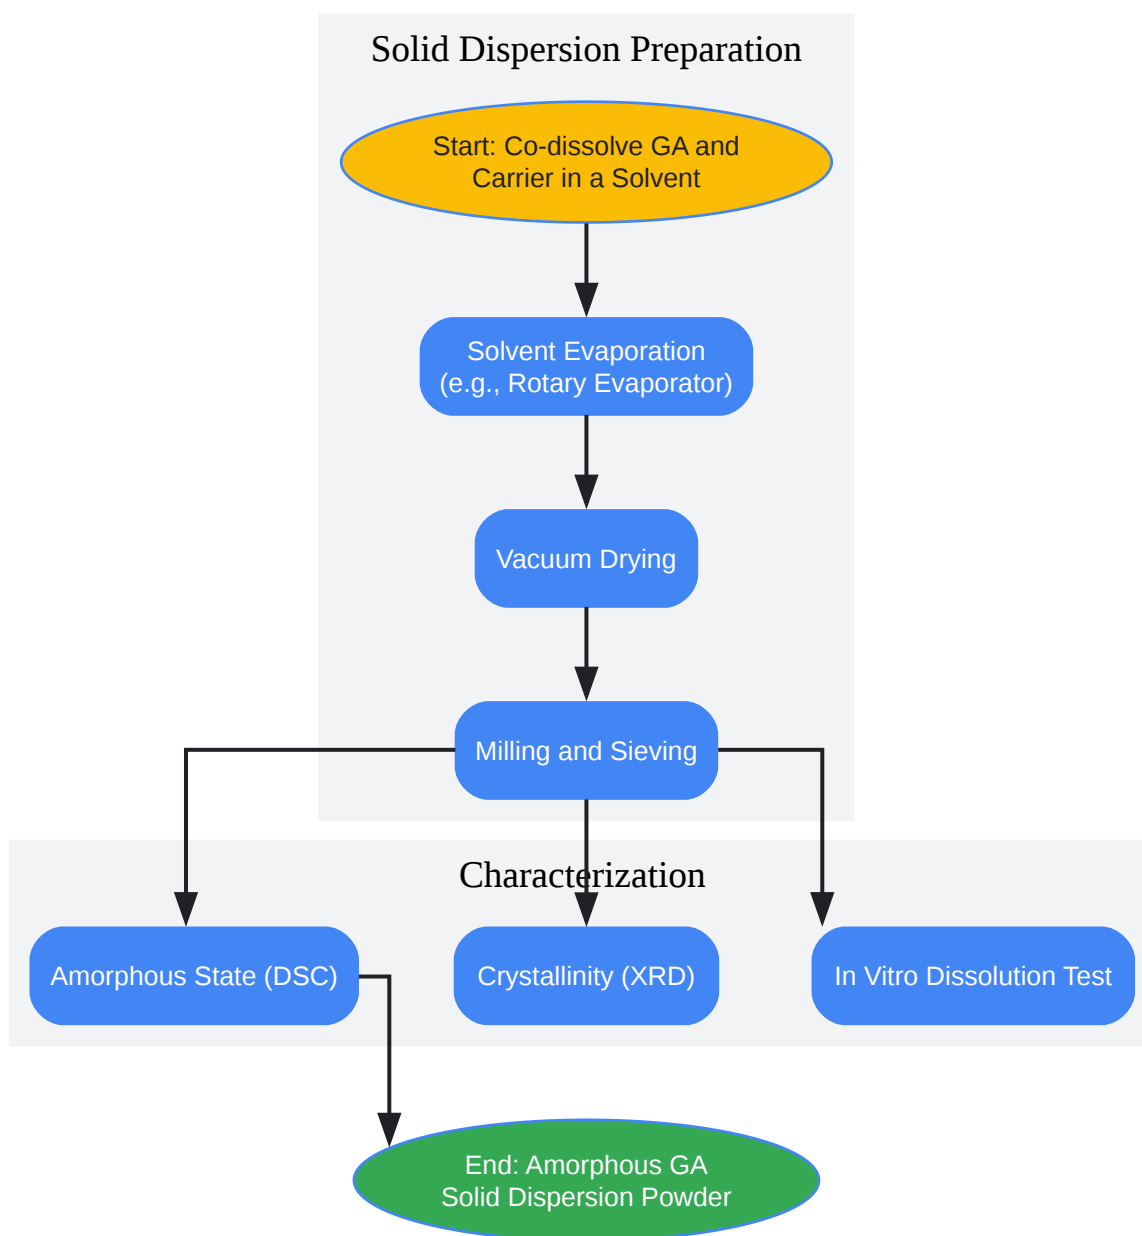 Solid Dispersion Preparation
Start: Co-dissolve GA and
Carrier in a Solvent
Solvent Evaporation
(e.g., Rotary Evaporator)
Vacuum Drying
Milling and Sieving
Characterization
Amorphous State (DSC)
Crystallinity (XRD)
In Vitro Dissolution Test
End: Amorphous GA
Solid Dispersion Powder